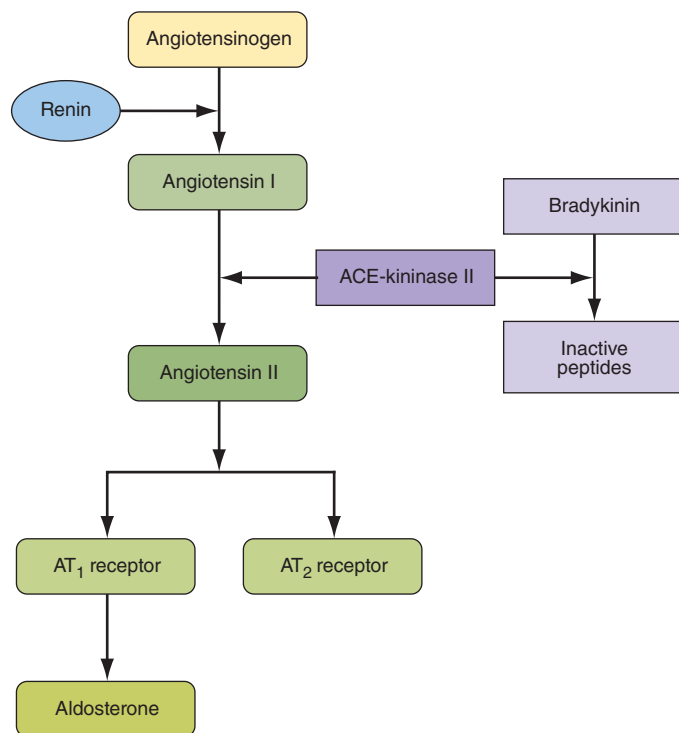 Angiotensinogen
Renin
Angiotensin I
Bradykinin
ACE-kininase II
Inactive
peptides
Angiotensin II
AT₁ receptor
AT₂ receptor
Aldosterone